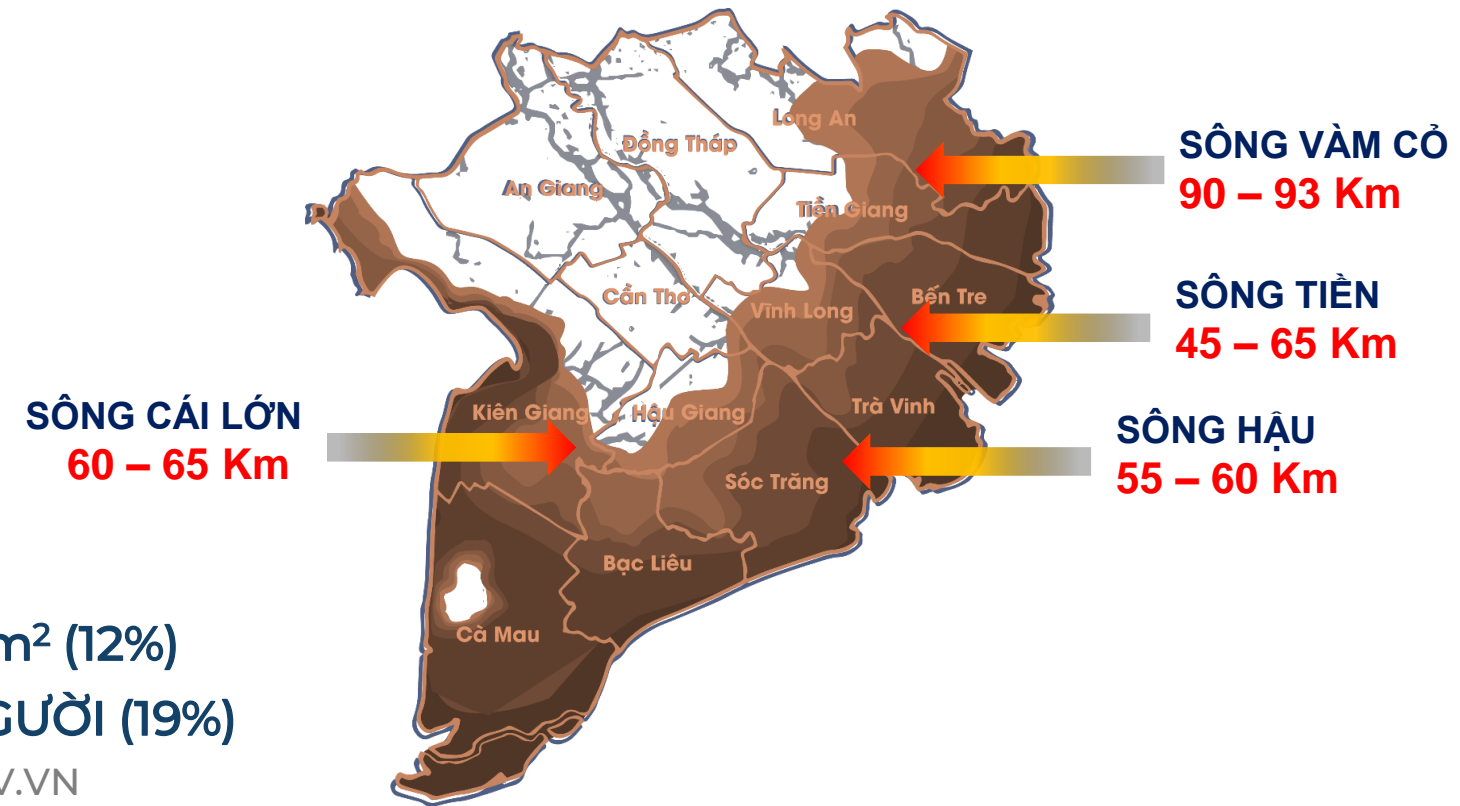 Long An
Đồng Tháp
An Giang
Tiền Giang
Cần Thơ
Vĩnh Long
Bến Tre
Kiên Giang
Hậu Giang
Trà Vinh
Sóc Trăng
Bạc Liêu
Cà Mau
SÔNG VÀM CỎ
90 – 93 Km
SÔNG TIỀN
45 – 65 Km
SÔNG HẬU
55 – 60 Km
SÔNG CÁI LỚN
60 – 65 Km
m² (12%)
GƯỜI (19%)
V.VN